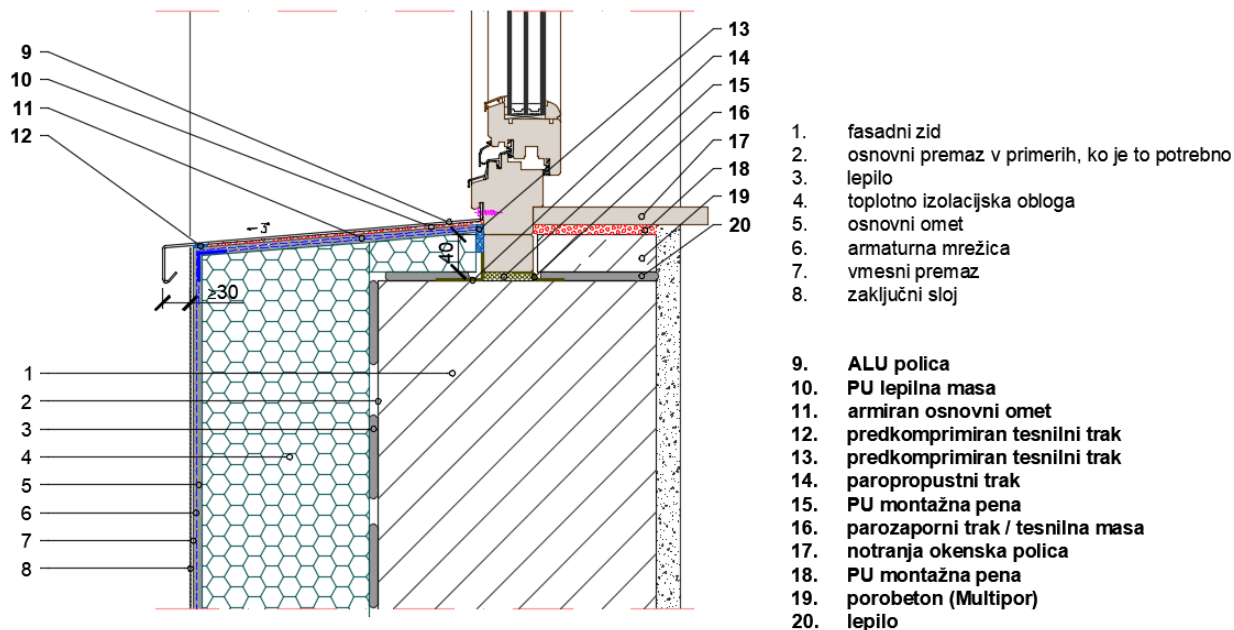 9
10
11
12
13
14
15
16
17
18
19
20
3
40
≥30
1
2
3
4
5
6
7
8
1. fasadni zid
2. osnovni premaz v primerih, ko je to potrebno
3. lepilo
4. toplotno izolacijska obloga
5. osnovni omet
6. armaturna mrežica
7. vmesni premaz
8. zaključni sloj
9. ALU polica
10. PU lepilna masa
11. armiran osnovni omet
12. predkomprimiran tesnilni trak
13. predkomprimiran tesnilni trak
14. paropropustni trak
15. PU montažna pena
16. parozaporni trak / tesnilna masa
17. notranja okenska polica
18. PU montažna pena
19. porobeton (Multipor)
20. lepilo